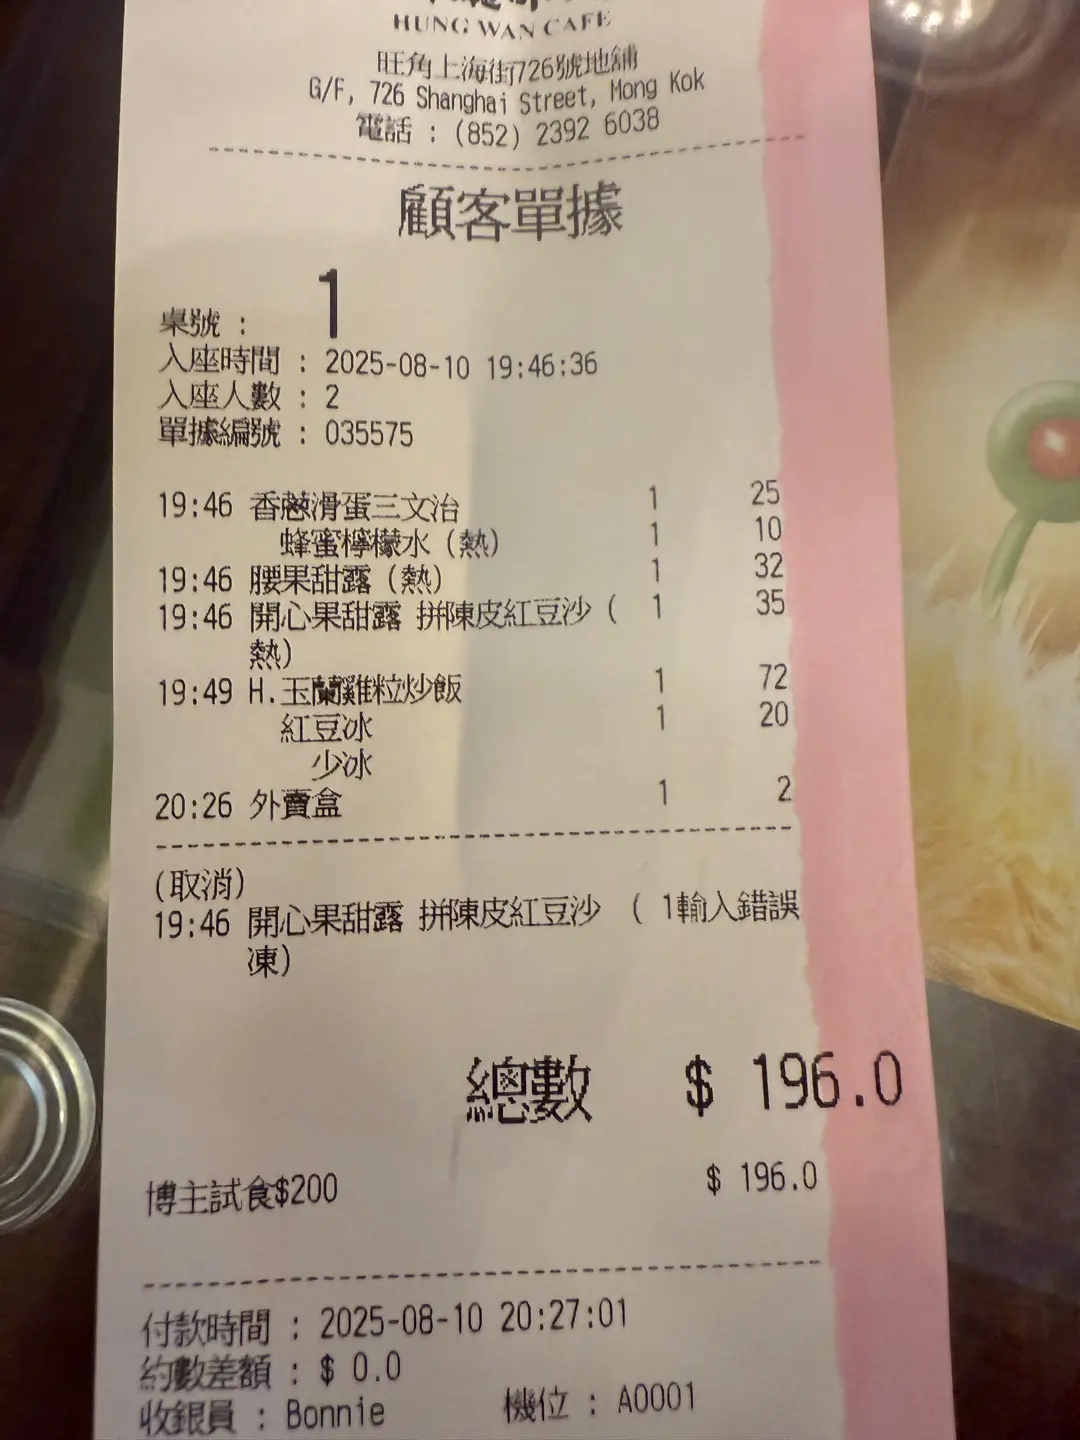 HUNG WAN CAFE
旺角上海街726號地舖
G/F, 726 Shanghai Street, Mong Kok
電話 : (852) 2392 6038
顧客單據
桌號 : 1
入座時間 : 2025-08-10 19:46:36
入座人數 : 2
單據編號 : 035575
19:46 香蔥滑蛋三文治 1 25
蜂蜜檸檬水 (熱) 1 10
19:46 腰果甜露 (熱) 1 32
19:46 開心果甜露 拼陳皮紅豆沙 ( 1 35
熱)
19:49 H.玉蘭雞粒炒飯 1 72
紅豆冰 1 20
少冰
20:26 外賣盒 1 2
(取消)
19:46 開心果甜露 拼陳皮紅豆沙 ( 1輸入錯誤
凍)
總數 $ 196.0
博主試食$200 $ 196.0
付款時間 : 2025-08-10 20:27:01
約數差額 : $ 0.0
收銀員 : Bonnie 機位 : A0001